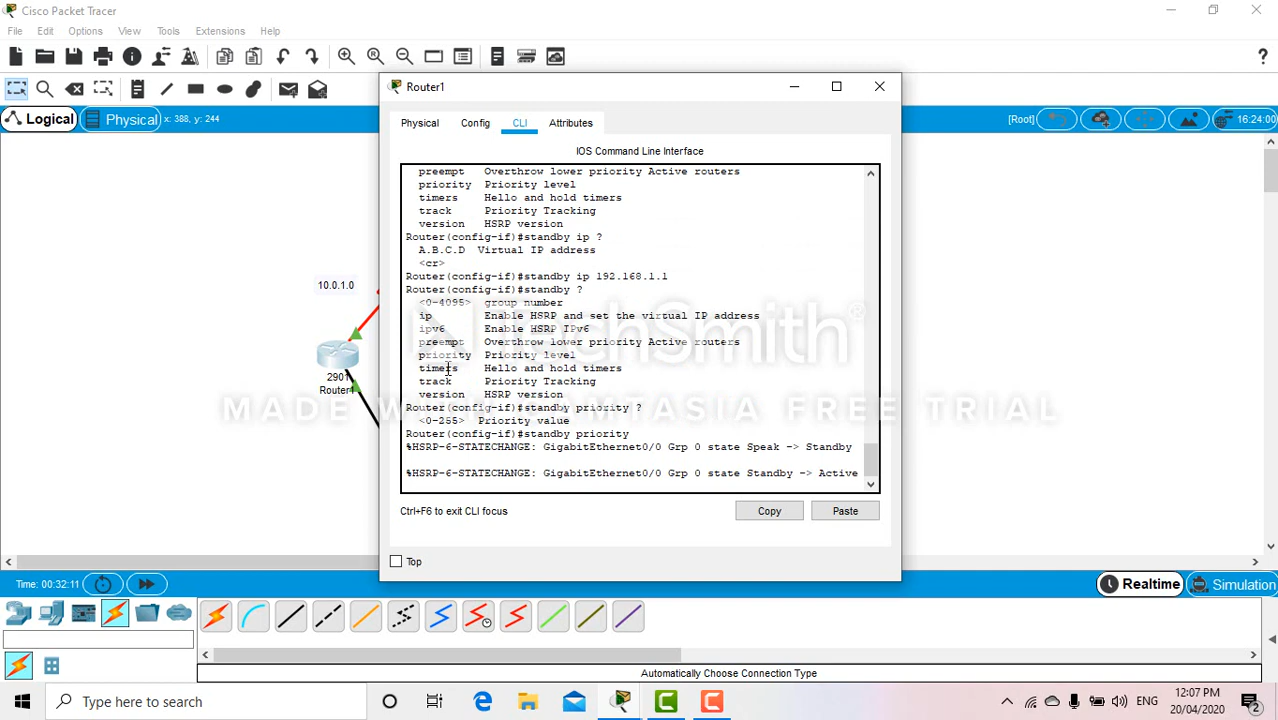 Cisco Packet Tracer
File Edit Options View Tools Extensions Help
Logical Physical x: 388, y: 244 [Root] 16:24:00
10.0.1.0
2901
Router1
Router1
Physical Config CLI Attributes
IOS Command Line Interface
preempt Overthrow lower priority Active routers
priority Priority level
timers Hello and hold timers
track Priority Tracking
version HSRP version
Router(config-if)#standby ip ?
A.B.C.D Virtual IP address
<cr>
Router(config-if)#standby ip 192.168.1.1
Router(config-if)#standby ?
<0-4095> group number
ip Enable HSRP and set the virtual IP address
ipv6 Enable HSRP IPv6
preempt Overthrow lower priority Active routers
priority Priority level
timers Hello and hold timers
track Priority Tracking
version HSRP version
Router(config-if)#standby priority ?
<0-255> Priority value
Router(config-if)#standby priority
%HSRP-6-STATECHANGE: GigabitEthernet0/0 Grp 0 state Speak -> Standby
%HSRP-6-STATECHANGE: GigabitEthernet0/0 Grp 0 state Standby -> Active
TechSmith®
MADE WITH CAMTASIA FREE TRIAL
Ctrl+F6 to exit CLI focus
Copy Paste
Top
Time: 00:32:11 Realtime Simulation
Automatically Choose Connection Type
Type here to search
ENG
12:07 PM
20/04/2020
2